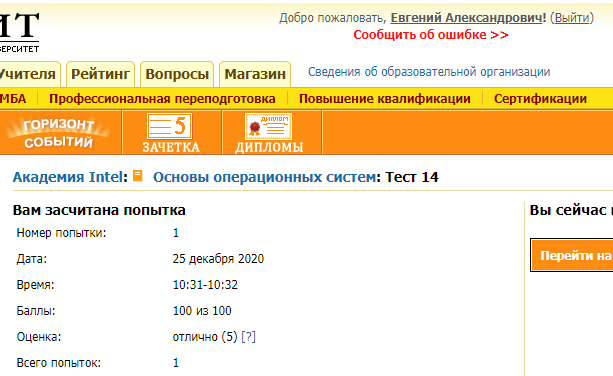 Добро пожаловать, Евгений Александрович! (Выйти)
ИТ
ВЕРСИТЕТ
Сообщить об ошибке >>
Учителя Рейтинг Вопросы Магазин Сведения об образовательной организации
МБА Профессиональная переподготовка Повышение квалификации Сертификации
ГОРИЗОНТ СОБЫТИЙ
5
ЗАЧЕТКА
ДИПЛОМ
ДИПЛОМЫ
Академия Intel: Основы операционных систем: Тест 14
Вам засчитана попытка
Номер попытки: 1
Дата: 25 декабря 2020
Время: 10:31-10:32
Баллы: 100 из 100
Оценка: отлично (5) [?]
Всего попыток: 1
Вы сейчас
Перейти на